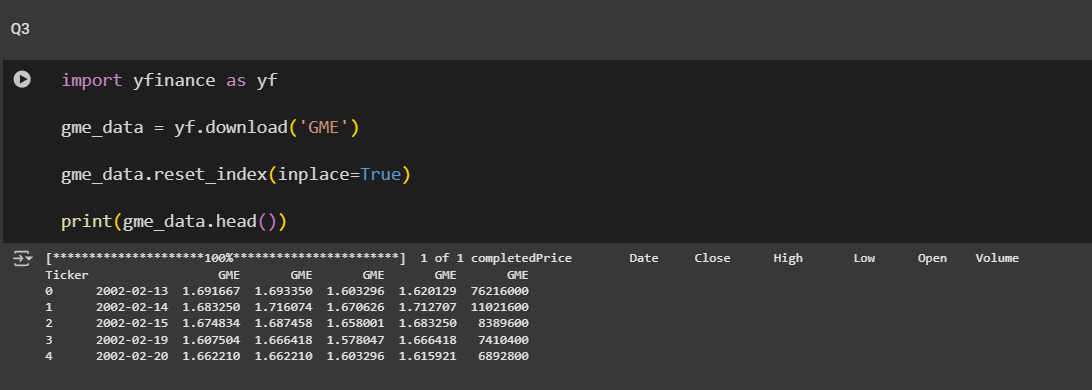 Q3
import yfinance as yf
gme_data = yf.download('GME')
gme_data.reset_index(inplace=True)
print(gme_data.head())
[*********************100%***********************]  1 of 1 completedPrice        Date     Close      High       Low      Open    Volume
Ticker                  GME       GME       GME       GME       GME
0      2002-02-13  1.691667  1.693350  1.603296  1.620129  76216000
1      2002-02-14  1.683250  1.716074  1.670626  1.712707  11021600
2      2002-02-15  1.674834  1.687458  1.658001  1.683250   8389600
3      2002-02-19  1.607504  1.666418  1.578047  1.666418   7410400
4      2002-02-20  1.662210  1.662210  1.603296  1.615921   6892800